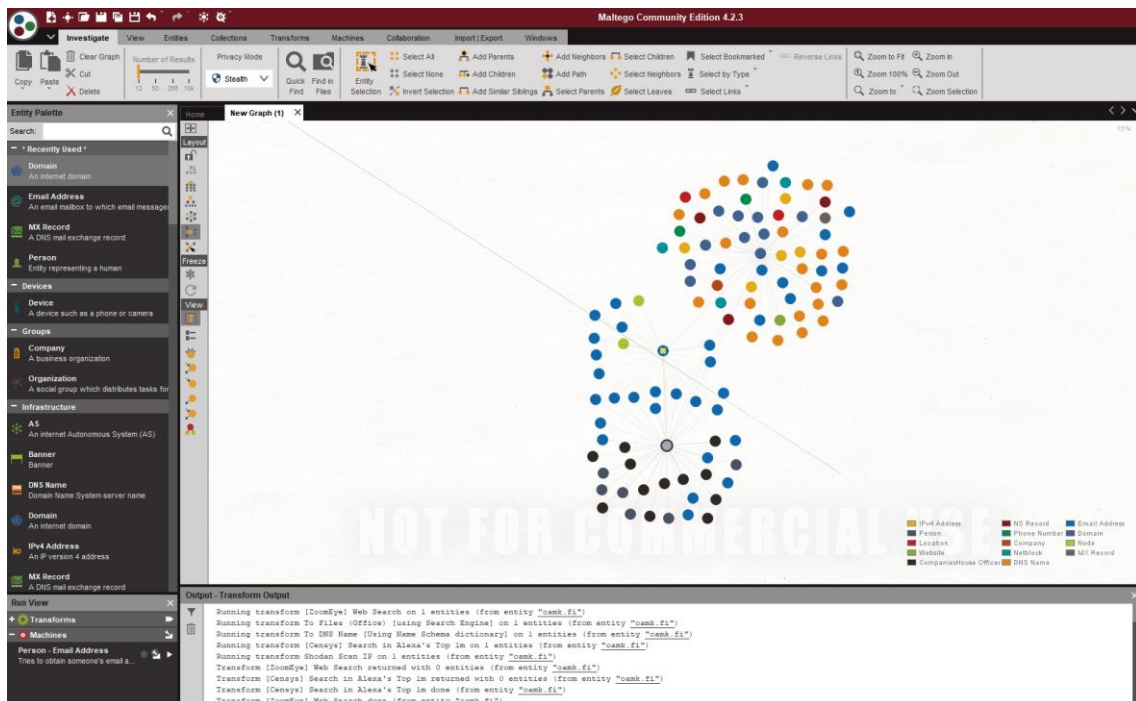 Maltego Community Edition 4.2.3
Investigate View Entities Collections Transforms Machines Collaboration Import | Export Windows
Copy Paste
Clear Graph
Cut
Delete
Number of Results
12 50 256 10k
Privacy Mode
Stealth
Quick Find
Find in Files
Entity Selection
Select All
Select None
Invert Selection
Add Parents
Add Children
Add Similar Siblings
Add Neighbors
Add Path
Select Parents
Select Children
Select Neighbors
Select Leaves
Select Bookmarked
Select by Type
Select Links
Reverse Links
Zoom to Fit
Zoom 100%
Zoom to
Zoom In
Zoom Out
Zoom Selection
Entity Palette
Search:
* Recently Used *
Domain
An internet domain
Email Address
An email mailbox to which email message
MX Record
A DNS mail exchange record
Person
Entity representing a human
Devices
Device
A device such as a phone or camera
Groups
Company
A business organization
Organization
A social group which distributes tasks for
Infrastructure
AS
An internet Autonomous System (AS)
Banner
Banner
DNS Name
Domain Name System server name
Domain
An internet domain
IPv4 Address
An IP version 4 address
MX Record
A DNS mail exchange record
Run View
Transforms
Machines
Person - Email Address
Tries to obtain someone's email a...
Home
New Graph (1)
Layout
Freeze
View
15%
NOT FOR COMMERCIAL USE
IPv4 Address
Person
Location
Website
CompaniesHouse Officer
NS Record
Phone Number
Company
Netblock
DNS Name
Email Address
Domain
Node
MX Record
Output - Transform Output
Running transform [ZoomEye] Web Search on 1 entities (from entity "oamk.fi")
Running transform To Files (Office) [using Search Engine] on 1 entities (from entity "oamk.fi")
Running transform To DNS Name [Using Name Schema dictionary] on 1 entities (from entity "oamk.fi")
Running transform [Censys] Search in Alexa's Top 1m on 1 entities (from entity "oamk.fi")
Running transform Shodan Scan IP on 1 entities (from entity "oamk.fi")
Transform [ZoomEye] Web Search returned with 0 entities (from entity "oamk.fi")
Transform [Censys] Search in Alexa's Top 1m returned with 0 entities (from entity "oamk.fi")
Transform [Censys] Search in Alexa's Top 1m done (from entity "oamk.fi")
Transform [ZoomEye] Web Search done (from entity "oamk.fi")